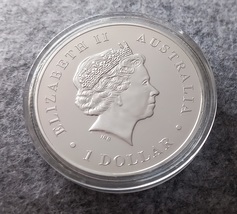 ELIZABETH II AUSTRALIA
• 1 DOLLAR •